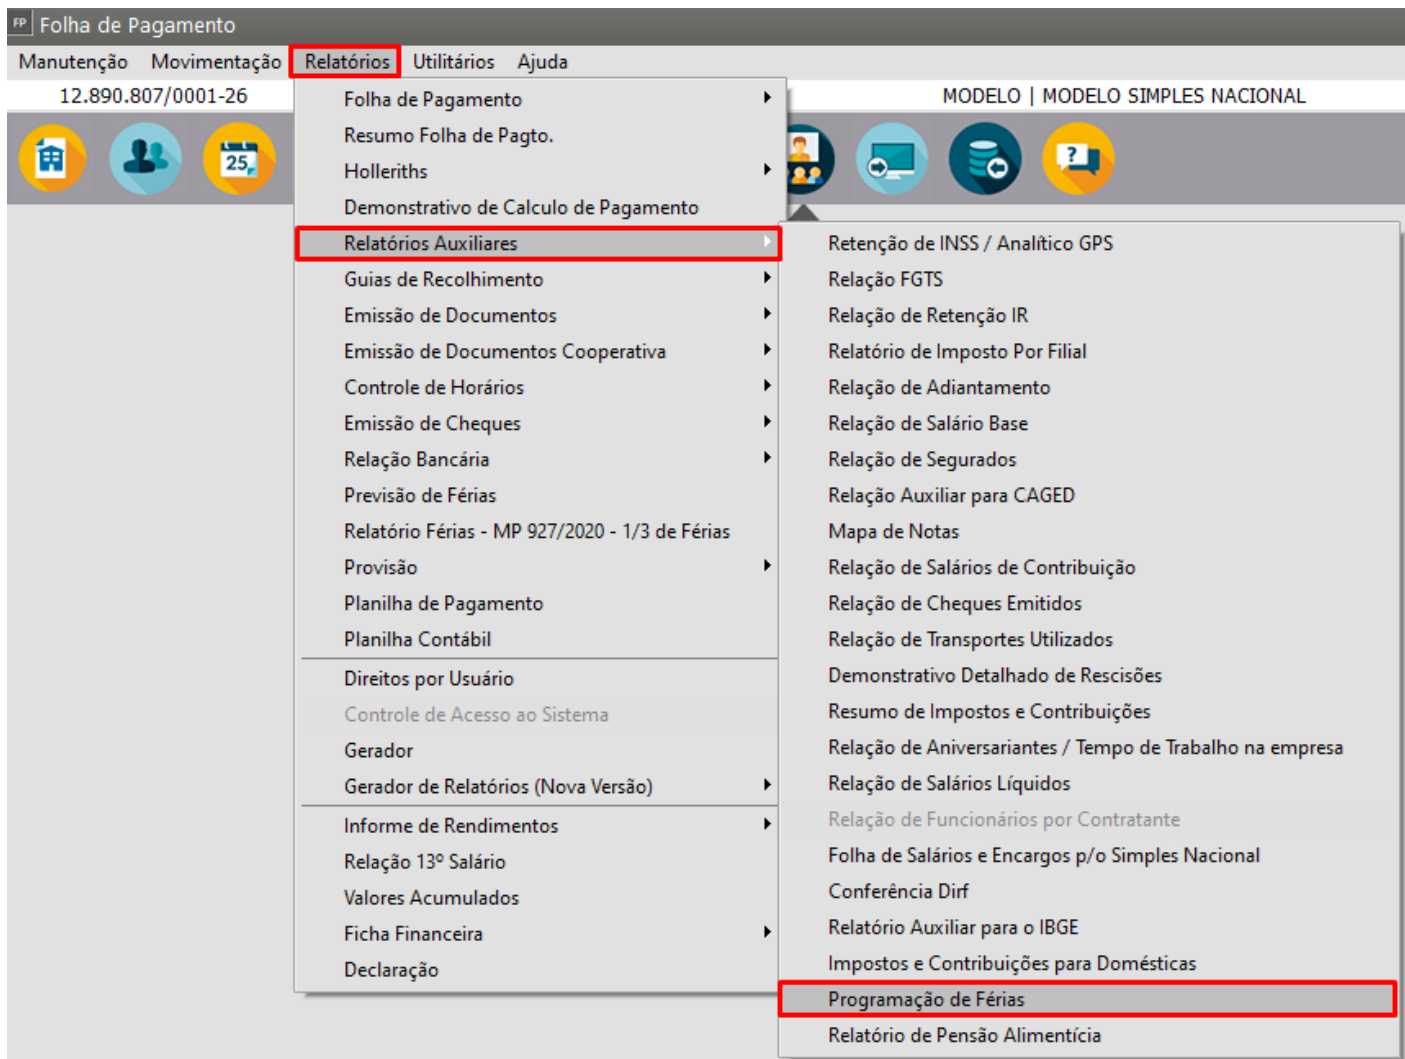 FP Folha de Pagamento
Manutenção Movimentação Relatórios Utilitários Ajuda
12.890.807/0001-26 MODELO | MODELO SIMPLES NACIONAL
25
?
Folha de Pagamento
Resumo Folha de Pagto.
Holleriths
Demonstrativo de Calculo de Pagamento
Relatórios Auxiliares
Guias de Recolhimento
Emissão de Documentos
Emissão de Documentos Cooperativa
Controle de Horários
Emissão de Cheques
Relação Bancária
Previsão de Férias
Relatório Férias - MP 927/2020 - 1/3 de Férias
Provisão
Planilha de Pagamento
Planilha Contábil
Direitos por Usuário
Controle de Acesso ao Sistema
Gerador
Gerador de Relatórios (Nova Versão)
Informe de Rendimentos
Relação 13º Salário
Valores Acumulados
Ficha Financeira
Declaração
Retenção de INSS / Analítico GPS
Relação FGTS
Relação de Retenção IR
Relatório de Imposto Por Filial
Relação de Adiantamento
Relação de Salário Base
Relação de Segurados
Relação Auxiliar para CAGED
Mapa de Notas
Relação de Salários de Contribuição
Relação de Cheques Emitidos
Relação de Transportes Utilizados
Demonstrativo Detalhado de Rescisões
Resumo de Impostos e Contribuições
Relação de Aniversariantes / Tempo de Trabalho na empresa
Relação de Salários Líquidos
Relação de Funcionários por Contratante
Folha de Salários e Encargos p/o Simples Nacional
Conferência Dirf
Relatório Auxiliar para o IBGE
Impostos e Contribuições para Domésticas
Programação de Férias
Relatório de Pensão Alimentícia